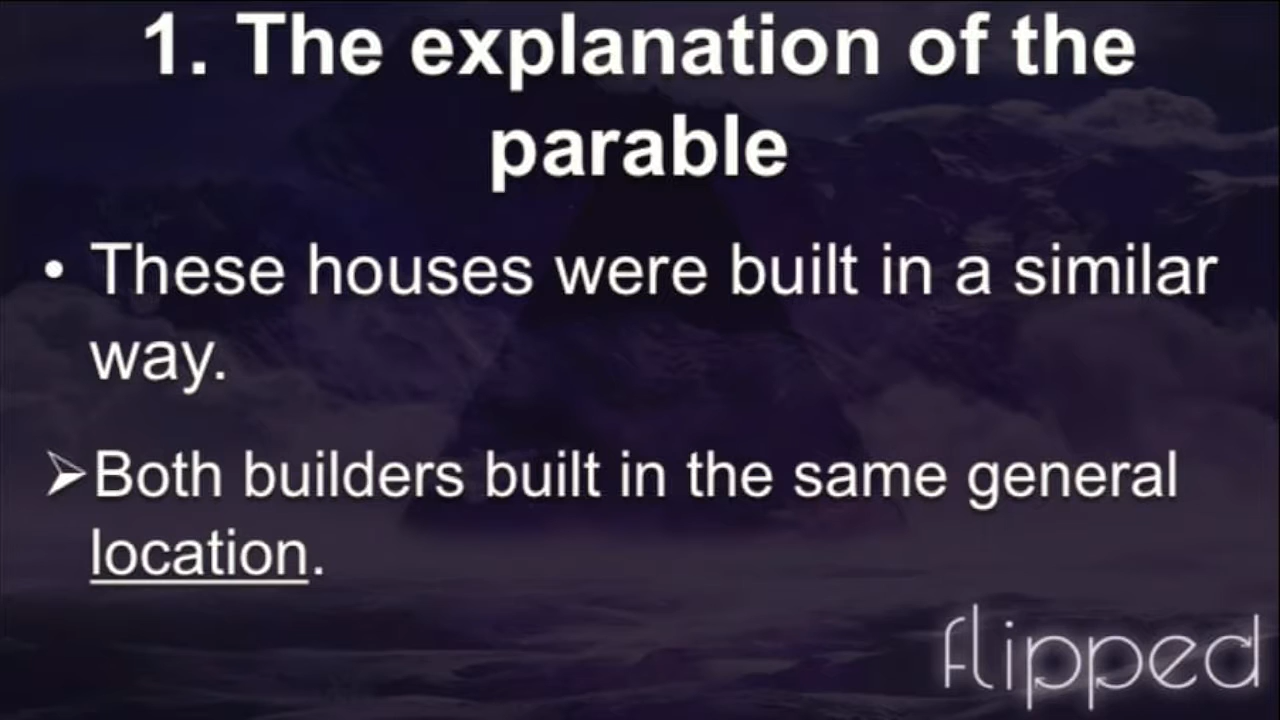 1. The explanation of the
parable
• These houses were built in a similar
way.
➢Both builders built in the same general
location.
flipped